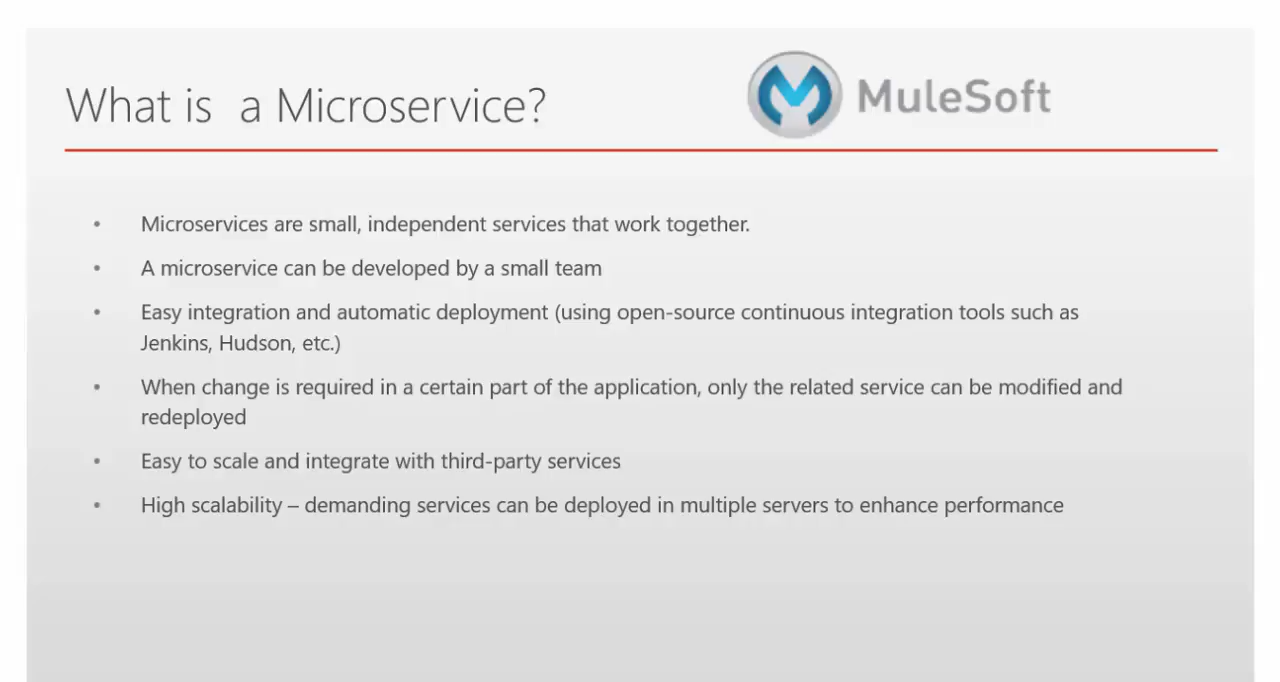 What is a Microservice?
MuleSoft
• Microservices are small, independent services that work together.
• A microservice can be developed by a small team
• Easy integration and automatic deployment (using open-source continuous integration tools such as
Jenkins, Hudson, etc.)
• When change is required in a certain part of the application, only the related service can be modified and
redeployed
• Easy to scale and integrate with third-party services
• High scalability – demanding services can be deployed in multiple servers to enhance performance